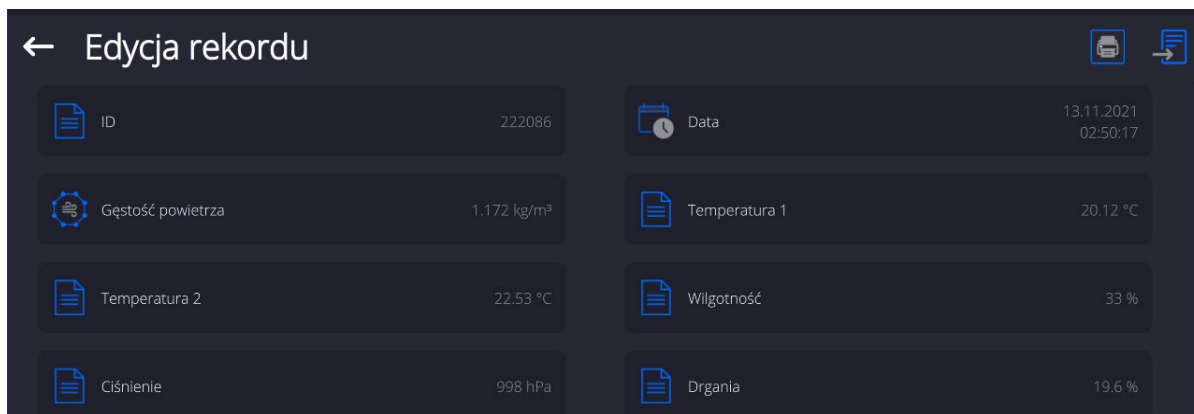 Edycja rekordu
ID 222086
Data 13.11.2021
02:50:17
Gęstość powietrza 1.172 kg/m³
Temperatura 1 20.12 °C
Temperatura 2 22.53 °C
Wilgotność 33 %
Ciśnienie 998 hPa
Drgania 19.6 %